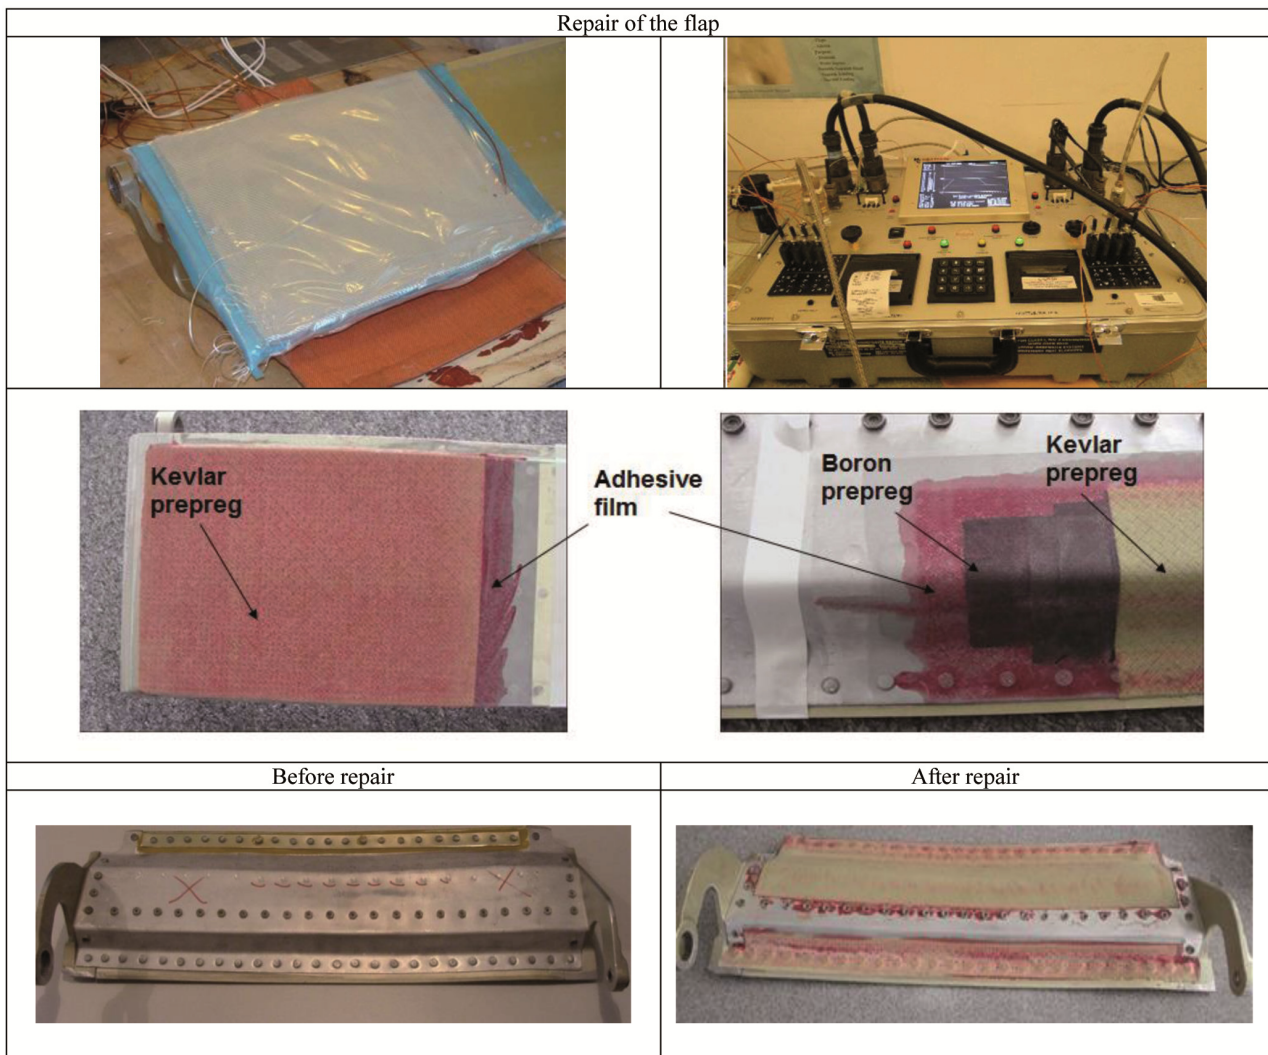 Repair of the flap
Kevlar
prepreg
Adhesive
film
Boron
prepreg
Kevlar
prepreg
Before repair
After repair